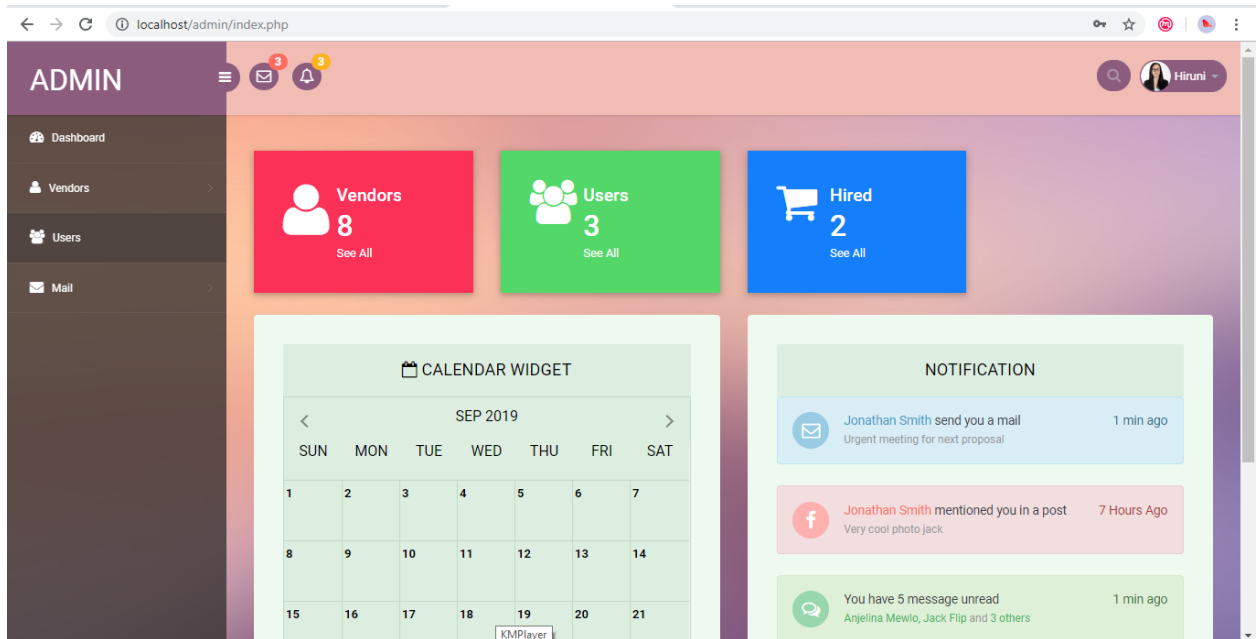 localhost/admin/index.php
ADMIN
3
3
Hiruni
Dashboard
Vendors
Users
Mail
Vendors
8
See All
Users
3
See All
Hired
2
See All
CALENDAR WIDGET
SEP 2019
SUN MON TUE WED THU FRI SAT
1 2 3 4 5 6 7
8 9 10 11 12 13 14
15 16 17 18 19 20 21
KMPlayer
NOTIFICATION
Jonathan Smith send you a mail 1 min ago
Urgent meeting for next proposal
Jonathan Smith mentioned you in a post 7 Hours Ago
Very cool photo jack
You have 5 message unread 1 min ago
Anjelina Mewlo, Jack Flip and 3 others